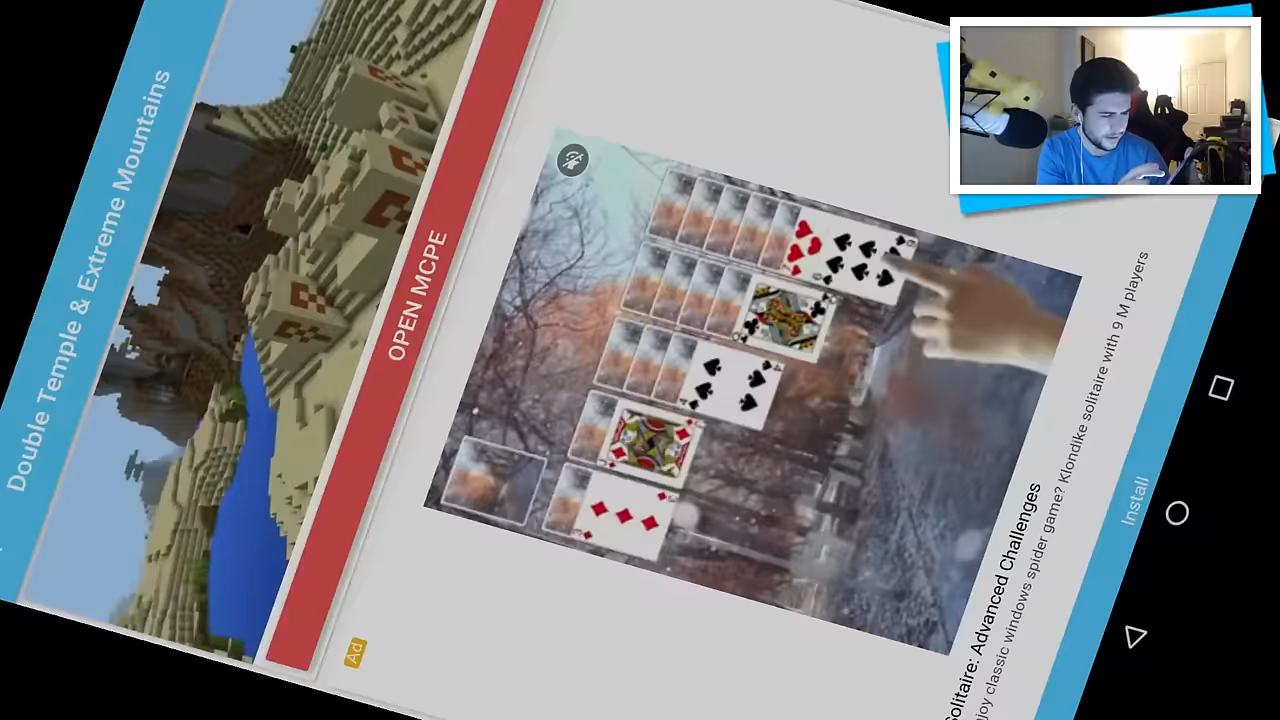 Double Temple & Extreme Mountains
OPEN MCPE
Ad
Solitaire: Advanced Challenges
njoy classic windows spider game? Klondike solitaire with 9 M players
Install